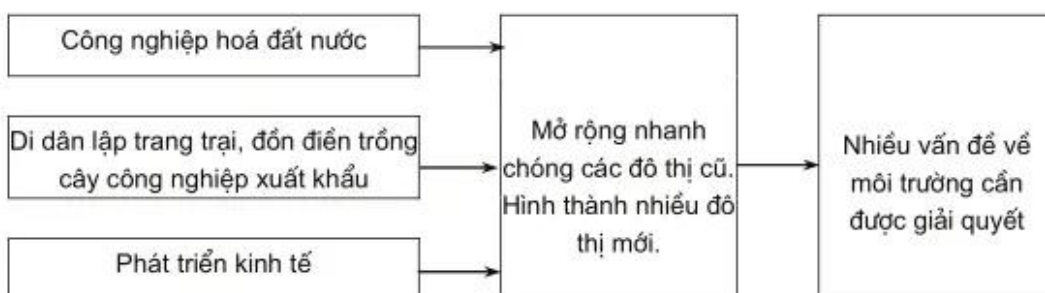 Công nghiệp hoá đất nước
Di dân lập trang trại, đồn điền trồng
cây công nghiệp xuất khẩu
Phát triển kinh tế
Mở rộng nhanh
chóng các đô thị cũ.
Hình thành nhiều đô
thị mới.
Nhiều vấn đề về
môi trường cần
được giải quyết